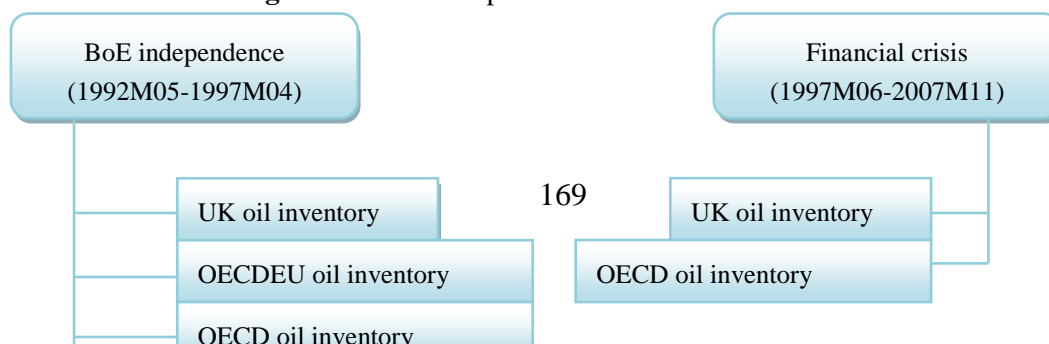 BoE independence
(1992M05-1997M04)
Financial crisis
(1997M06-2007M11)
169
UK oil inventory
UK oil inventory
OECDEU oil inventory
OECD oil inventory
OECD oil inventory